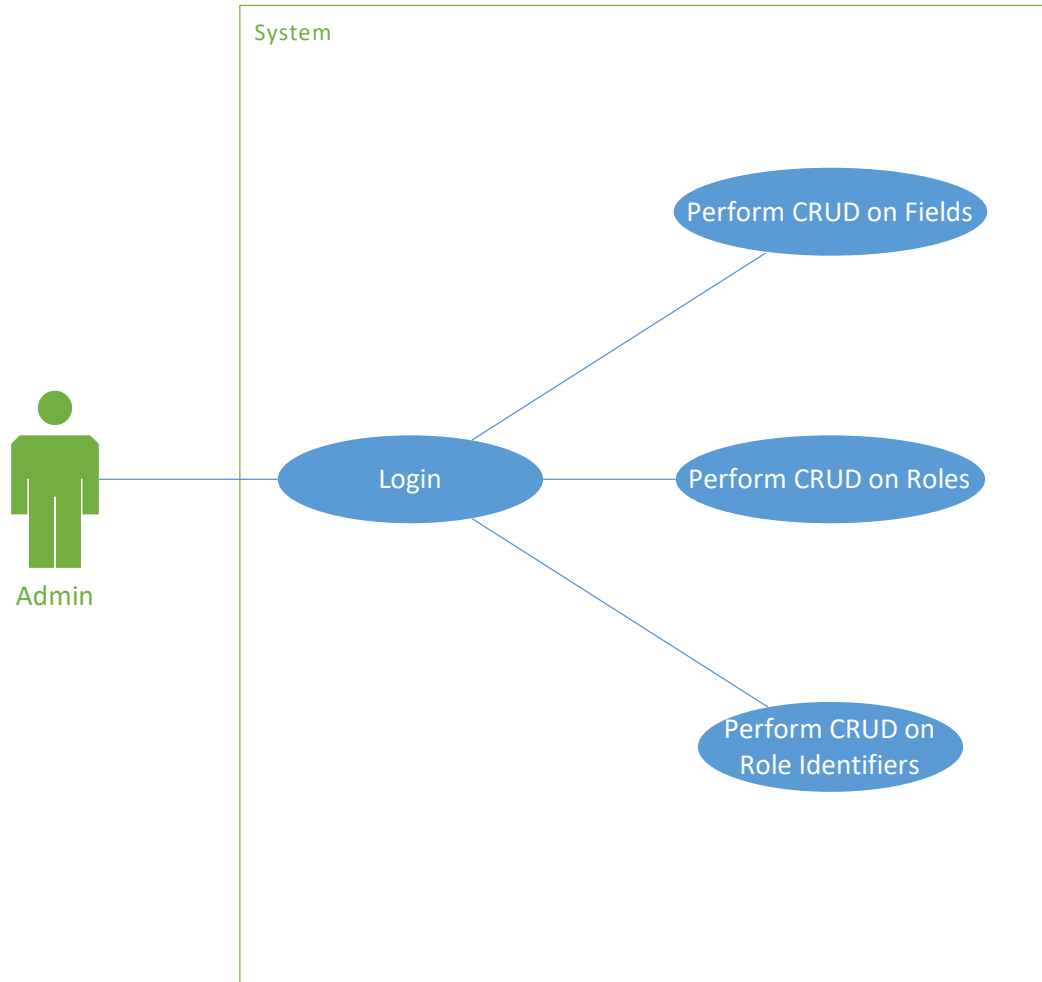 System
Perform CRUD on Fields
Login
Perform CRUD on Roles
Admin
Perform CRUD on
Role Identifiers